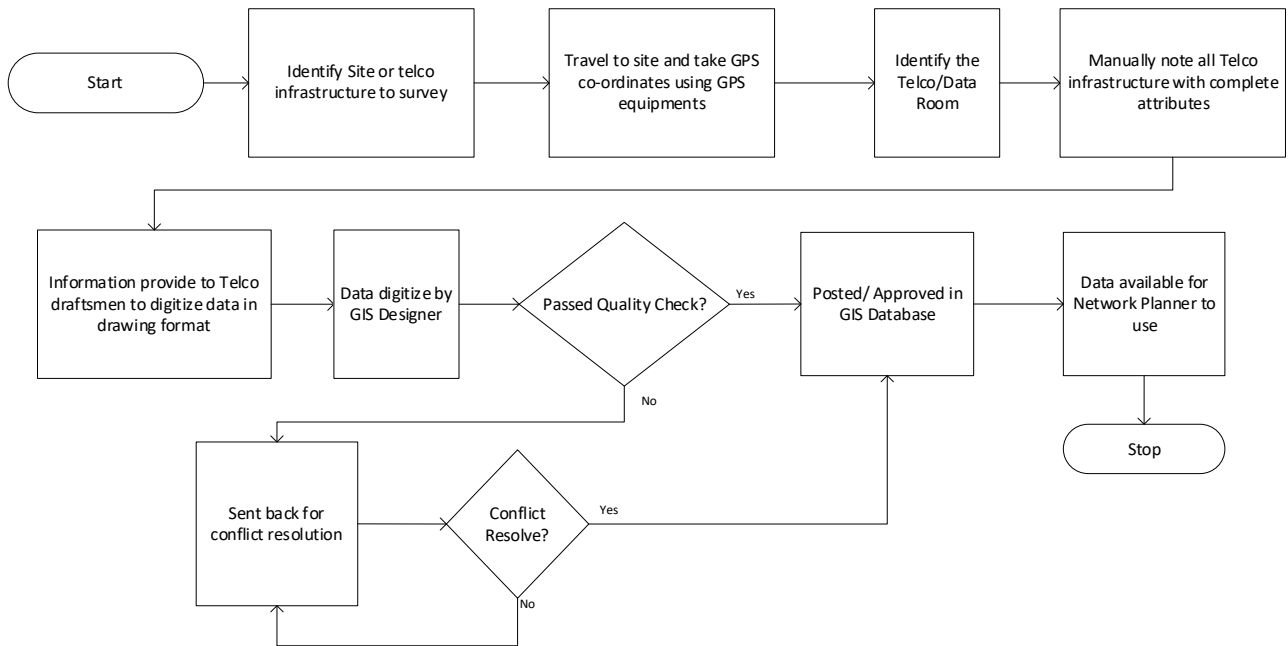 Start
Identify Site or telco
infrastructure to survey
Travel to site and take GPS
co-ordinates using GPS
equipments
Identify the
Telco/Data
Room
Manually note all Telco
infrastructure with complete
attributes
Information provide to Telco
draftsmen to digitize data in
drawing format
Data digitize by
GIS Designer
Passed Quality Check?
Yes
No
Posted/ Approved in
GIS Database
Data available for
Network Planner to
use
Stop
Sent back for
conflict resolution
Conflict
Resolve?
Yes
No